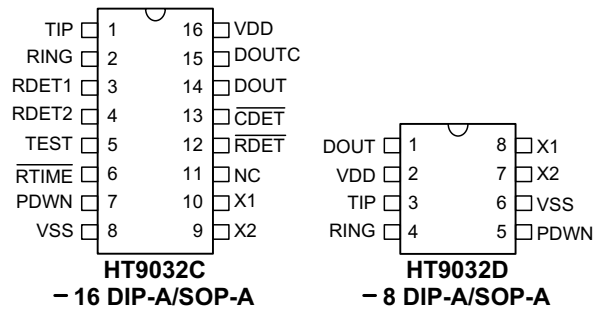 TIP 1 16 VDD
RING 2 15 DOUTC
RDET1 3 14 DOUT
RDET2 4 13 CDET
TEST 5 12 RDET
RTIME 6 11 NC
PDWN 7 10 X1
VSS 8 9 X2
HT9032C
– 16 DIP-A/SOP-A
DOUT 1 8 X1
VDD 2 7 X2
TIP 3 6 VSS
RING 4 5 PDWN
HT9032D
– 8 DIP-A/SOP-A